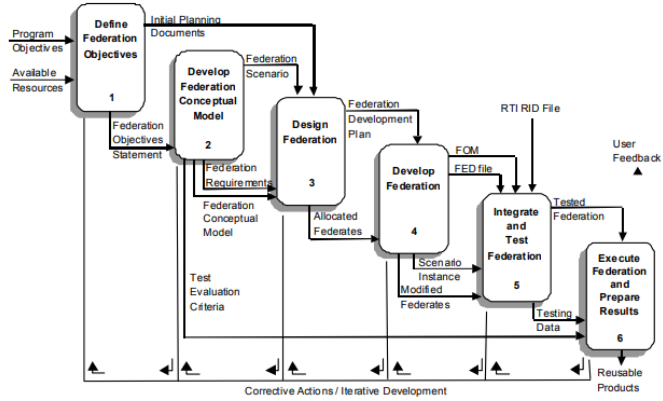 Program
Objectives
Available
Resources
Define
Federation
Objectives
1
Initial Planning
Documents
Federation
Objectives
Statement
Develop
Federation
Conceptual
Model
2
Federation
Scenario
Federation
Requirements
Federation
Conceptual
Model
Test
Evaluation
Criteria
Design
Federation
3
Federation
Development
Plan
Allocated
Federates
Develop
Federation
4
FOM
FED file
RTI RID File
Scenario
Instance
Modified
Federates
Integrate
and
Test
Federation
5
Tested
Federation
Testing
Data
User
Feedback
Execute
Federation
and
Prepare
Results
6
Reusable
Products
Corrective Actions / Iterative Development